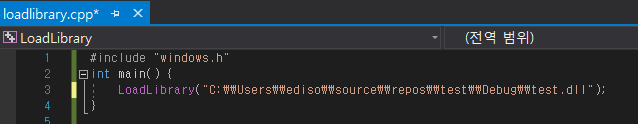 loadlibrary.cpp*
LoadLibrary (전역 범위)
1 #include "windows.h"
2 int main() {
3 LoadLibrary("C:₩₩Users₩₩ediso₩₩source₩₩repos₩₩test₩₩Debug₩₩test.dll");
4 }
5